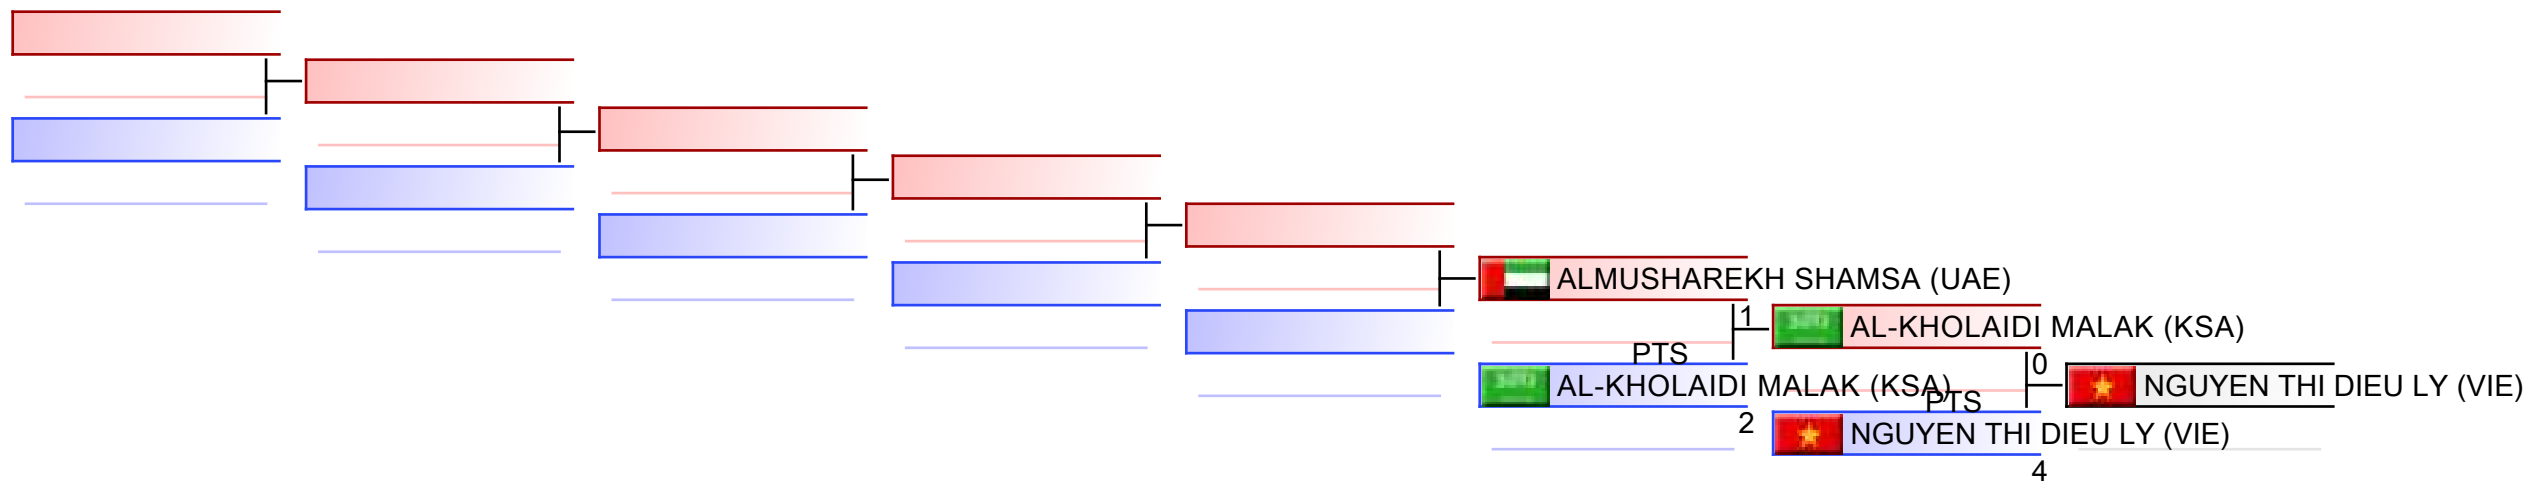 ALMUSHAREKH SHAMSA (UAE)
1
PTS
AL-KHOLAIDI MALAK (KSA)
2
AL-KHOLAIDI MALAK (KSA)
0
PTS
NGUYEN THI DIEU LY (VIE)
4
NGUYEN THI DIEU LY (VIE)